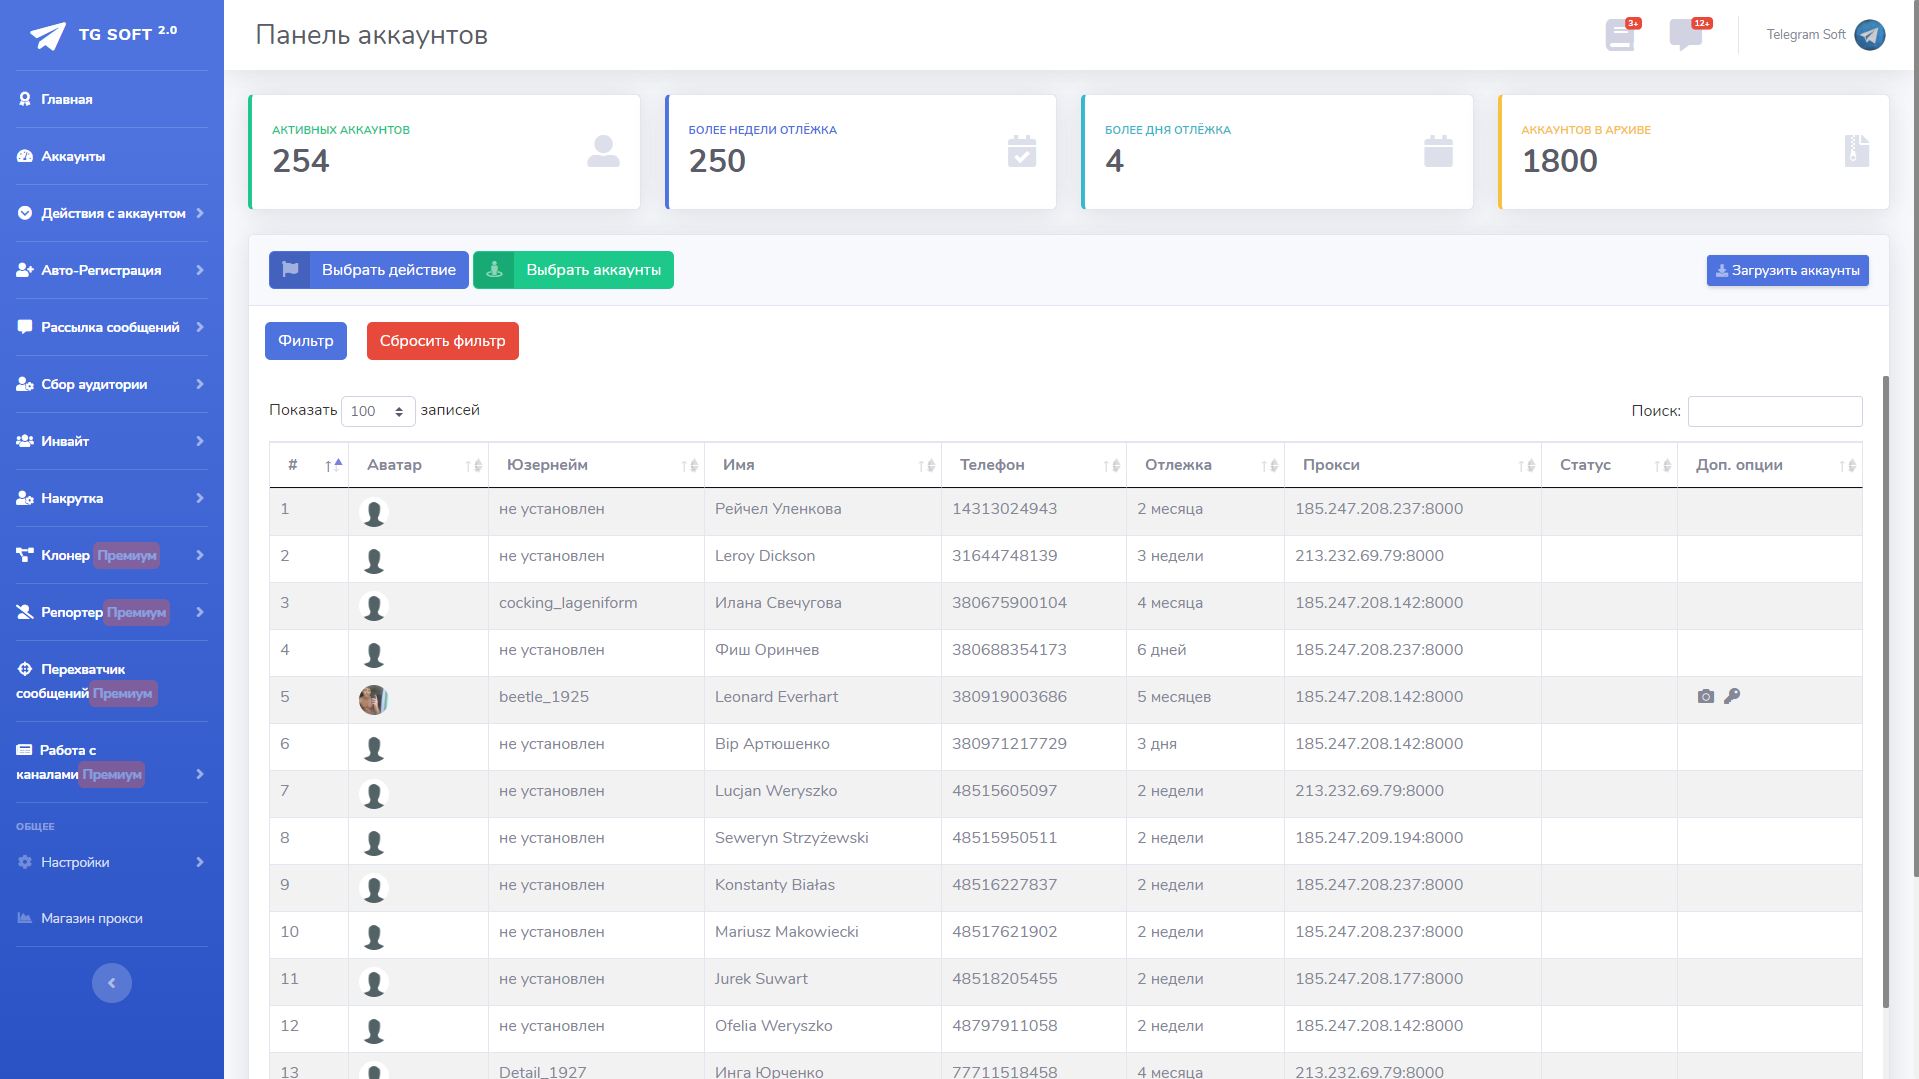 TG SOFT 2.0
Главная
Аккаунты
Действия с аккаунтом
Авто-Регистрация
Рассылка сообщений
Сбор аудитории
Инвайт
Накрутка
Клонер Премиум
Репортер Премиум
Перехватчик
сообщений Премиум
Работа с
каналами Премиум
ОБЩЕЕ
Настройки
Магазин прокси
Панель аккаунтов
3+
12+
Telegram Soft
АКТИВНЫХ АККАУНТОВ
254
БОЛЕЕ НЕДЕЛИ ОТЛЁЖКА
250
БОЛЕЕ ДНЯ ОТЛЁЖКА
4
АККАУНТОВ В АРХИВЕ
1800
Выбрать действие
Выбрать аккаунты
Загрузить аккаунты
Фильтр
Сбросить фильтр
Показать 100 записей
Поиск:
# Аватар Юзернейм Имя Телефон Отлежка Прокси Статус Доп. опции
1 не установлен Рейчел Уленкова 14313024943 2 месяца 185.247.208.237:8000
2 не установлен Leroy Dickson 31644748139 3 недели 213.232.69.79:8000
3 cocking_lageniform Илана Свечугова 380675900104 4 месяца 185.247.208.142:8000
4 не установлен Фиш Оринчев 380688354173 6 дней 185.247.208.237:8000
5 beetle_1925 Leonard Everhart 380919003686 5 месяцев 185.247.208.142:8000
6 не установлен Вір Артюшенко 380971217729 3 дня 185.247.208.142:8000
7 не установлен Lucjan Weryszko 48515605097 2 недели 213.232.69.79:8000
8 не установлен Seweryn Strzyżewski 48515950511 2 недели 185.247.209.194:8000
9 не установлен Konstanty Białas 48516227837 2 недели 185.247.208.237:8000
10 не установлен Mariusz Makowiecki 48517621902 2 недели 185.247.208.237:8000
11 не установлен Jurek Suwart 48518205455 2 недели 185.247.208.177:8000
12 не установлен Ofelia Weryszko 48797911058 2 недели 185.247.208.142:8000
13 Detail_1927 Инга Юрченко 77711518458 4 месяца 213.232.69.79:8000